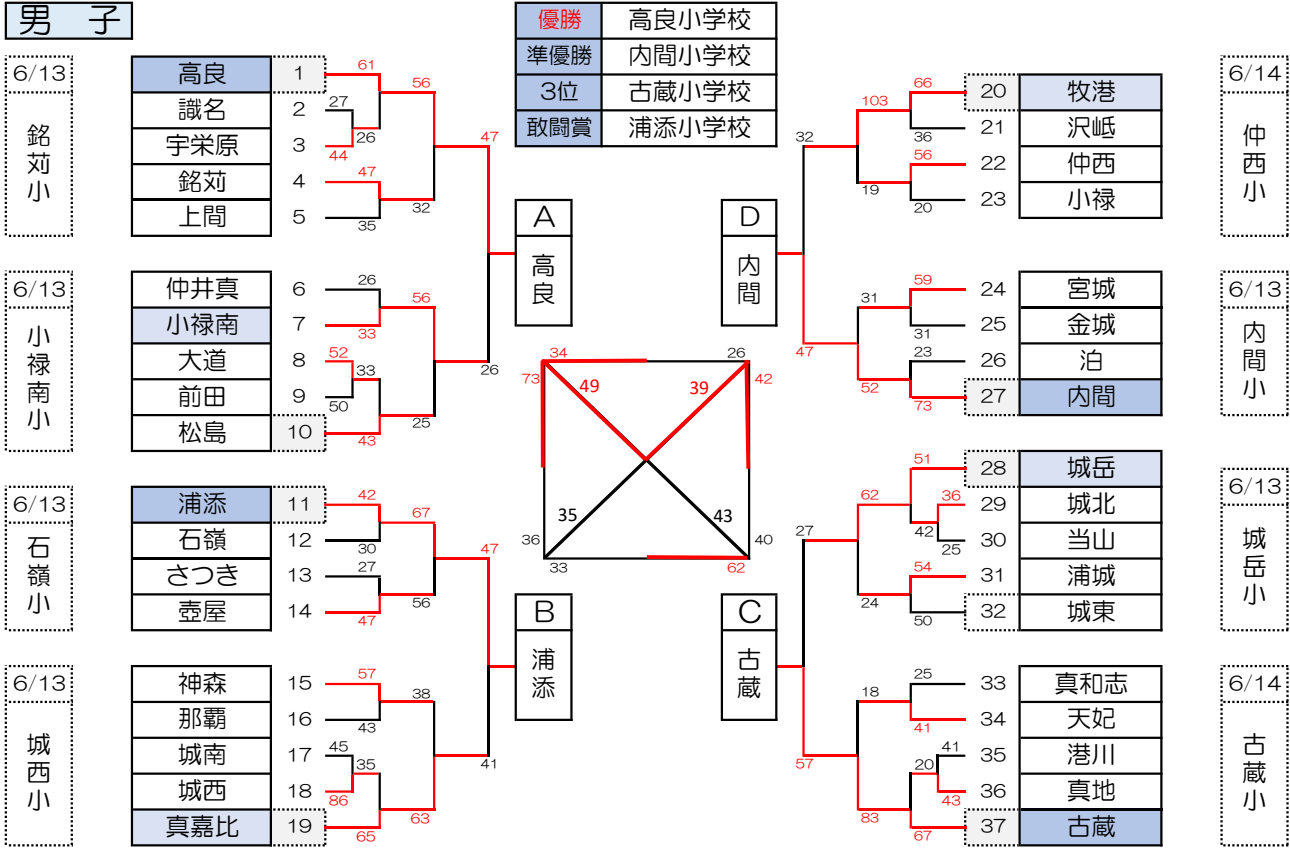 男 子
優勝 高良小学校
準優勝 内間小学校
3位 古蔵小学校
敢闘賞 浦添小学校
6/13
銘苅小
高良 1
識名 2
宇栄原 3
銘苅 4
上間 5
61
27
26
44
47
35
56
32
47
6/13
小禄南小
仲井真 6
小禄南 7
大道 8
前田 9
松島 10
26
33
52
33
50
43
56
25
26
A
高良
6/13
石嶺小
浦添 11
石嶺 12
さつき 13
壺屋 14
42
30
27
47
67
56
47
6/13
城西小
神森 15
那覇 16
城南 17
城西 18
真嘉比 19
57
43
45
35
86
65
38
63
41
B
浦添
34
26
73
49
39
42
35
43
36
33
40
62
D
内間
32
103
66
36
56
19
20
20 牧港
21 沢岻
22 仲西
23 小禄
6/14
仲西小
47
31
59
31
23
52
73
24 宮城
25 金城
26 泊
27 内間
6/13
内間小
C
古蔵
27
62
51
36
42
25
54
24
50
28 城岳
29 城北
30 当山
31 浦城
32 城東
6/13
城岳小
57
18
25
41
41
20
43
83
67
33 真和志
34 天妃
35 港川
36 真地
37 古蔵
6/14
古蔵小